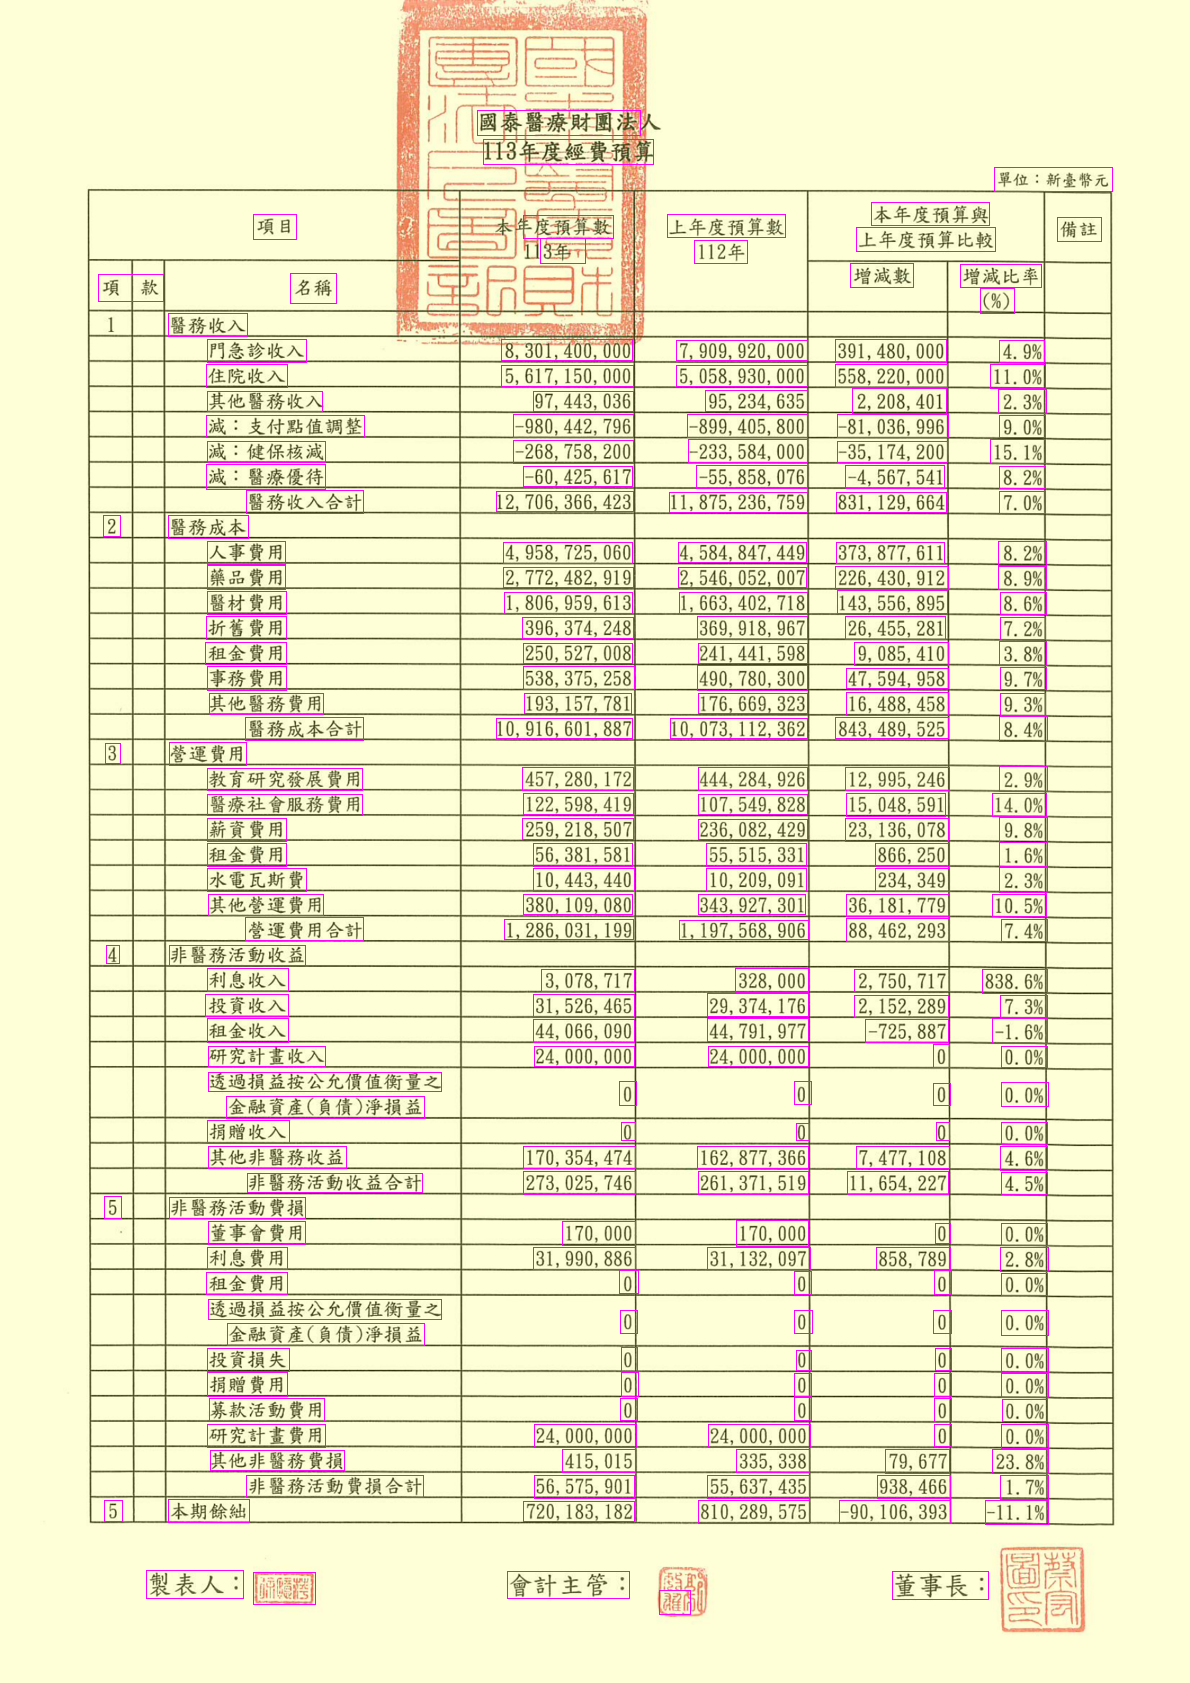 國泰醫療財團法人
113年度經費預算
單位：新臺幣元
項目 本年度預算數 113年 上年度預算數 112年 本年度預算與上年度預算比較 備註
項 款 名稱 增減數 增減比率(%)
1 醫務收入
門急診收入 8,301,400,000 7,909,920,000 391,480,000 4.9%
住院收入 5,617,150,000 5,058,930,000 558,220,000 11.0%
其他醫務收入 97,443,036 95,234,635 2,208,401 2.3%
減：支付點值調整 -980,442,796 -899,405,800 -81,036,996 9.0%
減：健保核減 -268,758,200 -233,584,000 -35,174,200 15.1%
減：醫療優待 -60,425,617 -55,858,076 -4,567,541 8.2%
醫務收入合計 12,706,366,423 11,875,236,759 831,129,664 7.0%
2 醫務成本
人事費用 4,958,725,060 4,584,847,449 373,877,611 8.2%
藥品費用 2,772,482,919 2,546,052,007 226,430,912 8.9%
醫材費用 1,806,959,613 1,663,402,718 143,556,895 8.6%
折舊費用 396,374,248 369,918,967 26,455,281 7.2%
租金費用 250,527,008 241,441,598 9,085,410 3.8%
事務費用 538,375,258 490,780,300 47,594,958 9.7%
其他醫務費用 193,157,781 176,669,323 16,488,458 9.3%
醫務成本合計 10,916,601,887 10,073,112,362 843,489,525 8.4%
3 營運費用
教育研究發展費用 457,280,172 444,284,926 12,995,246 2.9%
醫療社會服務費用 122,598,419 107,549,828 15,048,591 14.0%
薪資費用 259,218,507 236,082,429 23,136,078 9.8%
租金費用 56,381,581 55,515,331 866,250 1.6%
水電瓦斯費 10,443,440 10,209,091 234,349 2.3%
其他營運費用 380,109,080 343,927,301 36,181,779 10.5%
營運費用合計 1,286,031,199 1,197,568,906 88,462,293 7.4%
4 非醫務活動收益
利息收入 3,078,717 328,000 2,750,717 838.6%
投資收入 31,526,465 29,374,176 2,152,289 7.3%
租金收入 44,066,090 44,791,977 -725,887 -1.6%
研究計畫收入 24,000,000 24,000,000 0 0.0%
透過損益按公允價值衡量之
金融資產(負債)淨損益 0 0 0 0.0%
捐贈收入 0 0 0 0.0%
其他非醫務收益 170,354,474 162,877,366 7,477,108 4.6%
非醫務活動收益合計 273,025,746 261,371,519 11,654,227 4.5%
5 非醫務活動費損
董事會費用 170,000 170,000 0 0.0%
利息費用 31,990,886 31,132,097 858,789 2.8%
租金費用 0 0 0 0.0%
透過損益按公允價值衡量之
金融資產(負債)淨損益 0 0 0 0.0%
投資損失 0 0 0 0.0%
捐贈費用 0 0 0 0.0%
募款活動費用 0 0 0 0.0%
研究計畫費用 24,000,000 24,000,000 0 0.0%
其他非醫務費損 415,015 335,338 79,677 23.8%
非醫務活動費損合計 56,575,901 55,637,435 938,466 1.7%
5 本期餘絀 720,183,182 810,289,575 -90,106,393 -11.1%
製表人： 會計主管： 董事長：